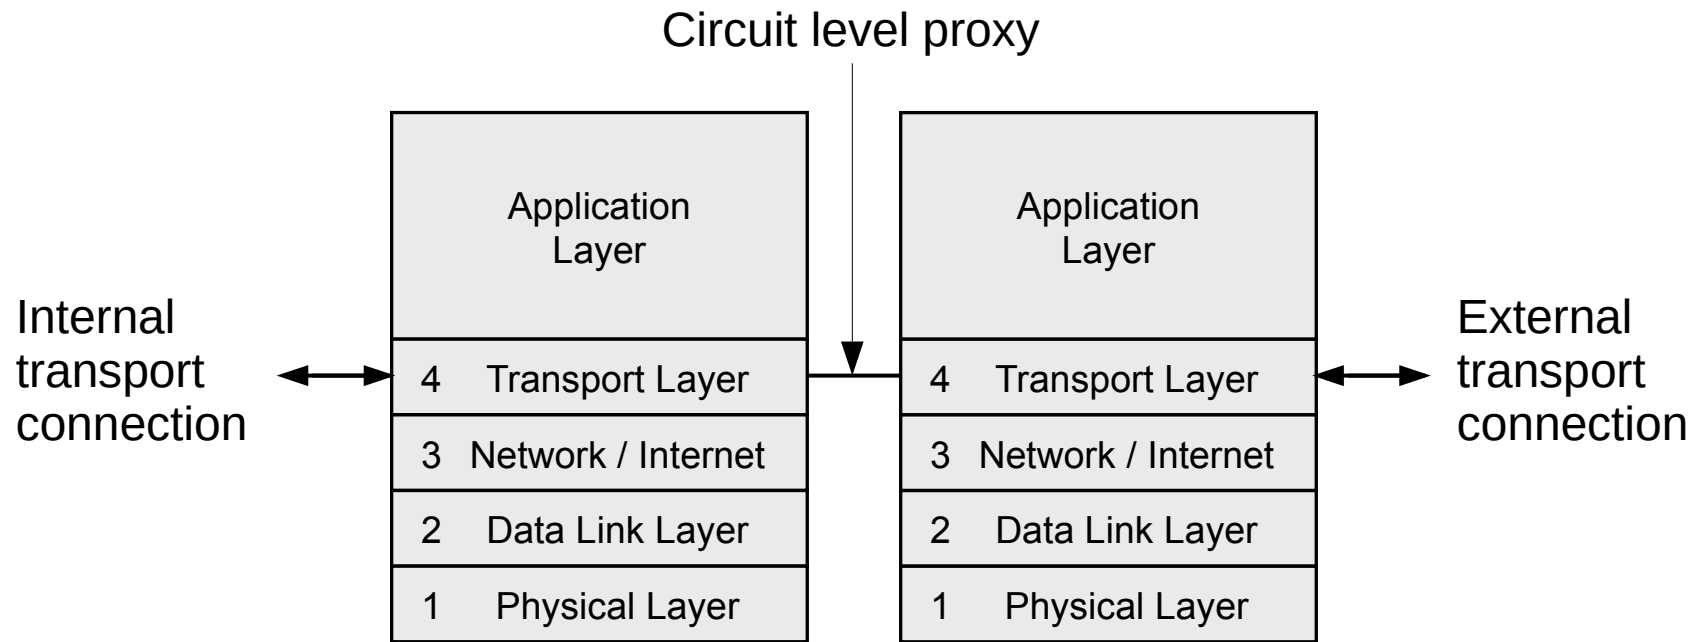 Circuit level proxy
Internal
transport
connection
Application
Layer
4 Transport Layer
3 Network / Internet
2 Data Link Layer
1 Physical Layer
Application
Layer
4 Transport Layer
3 Network / Internet
2 Data Link Layer
1 Physical Layer
External
transport
connection